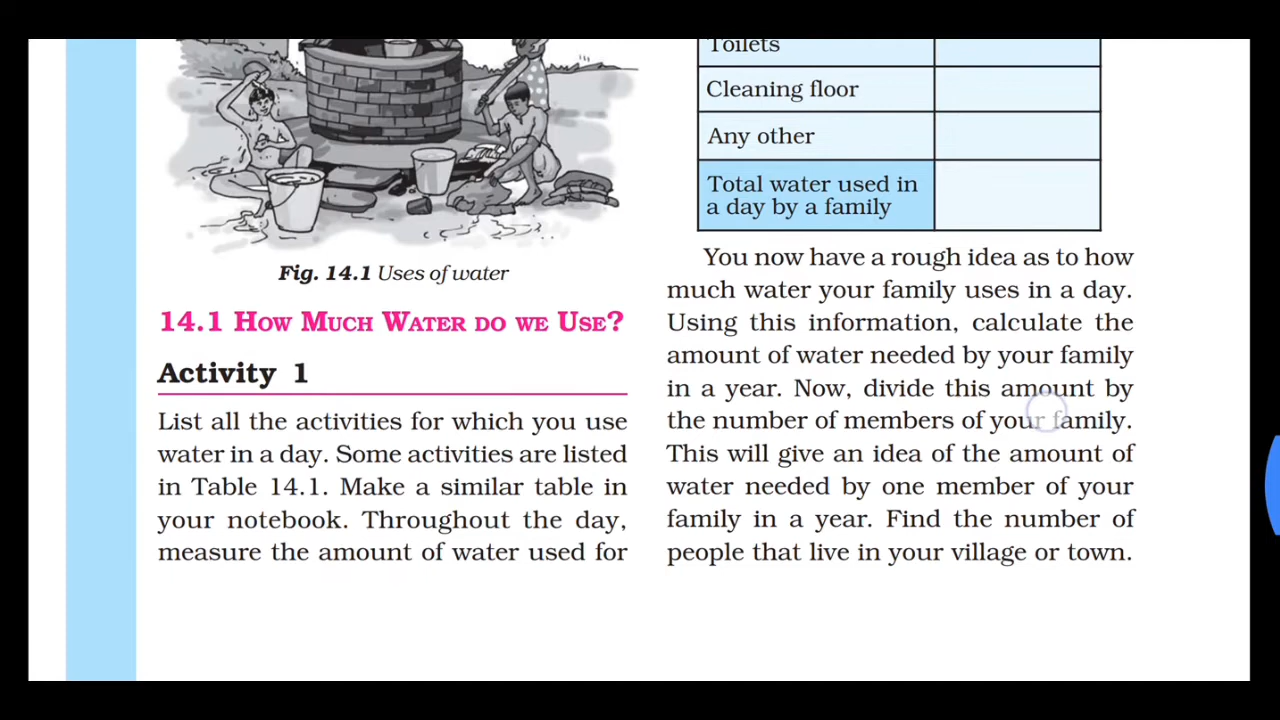 Fig. 14.1 Uses of water
14.1 HOW MUCH WATER DO WE USE?
Activity 1
List all the activities for which you use
water in a day. Some activities are listed
in Table 14.1. Make a similar table in
your notebook. Throughout the day,
measure the amount of water used for
Toilets
Cleaning floor
Any other
Total water used in
a day by a family
You now have a rough idea as to how
much water your family uses in a day.
Using this information, calculate the
amount of water needed by your family
in a year. Now, divide this amount by
the number of members of your family.
This will give an idea of the amount of
water needed by one member of your
family in a year. Find the number of
people that live in your village or town.